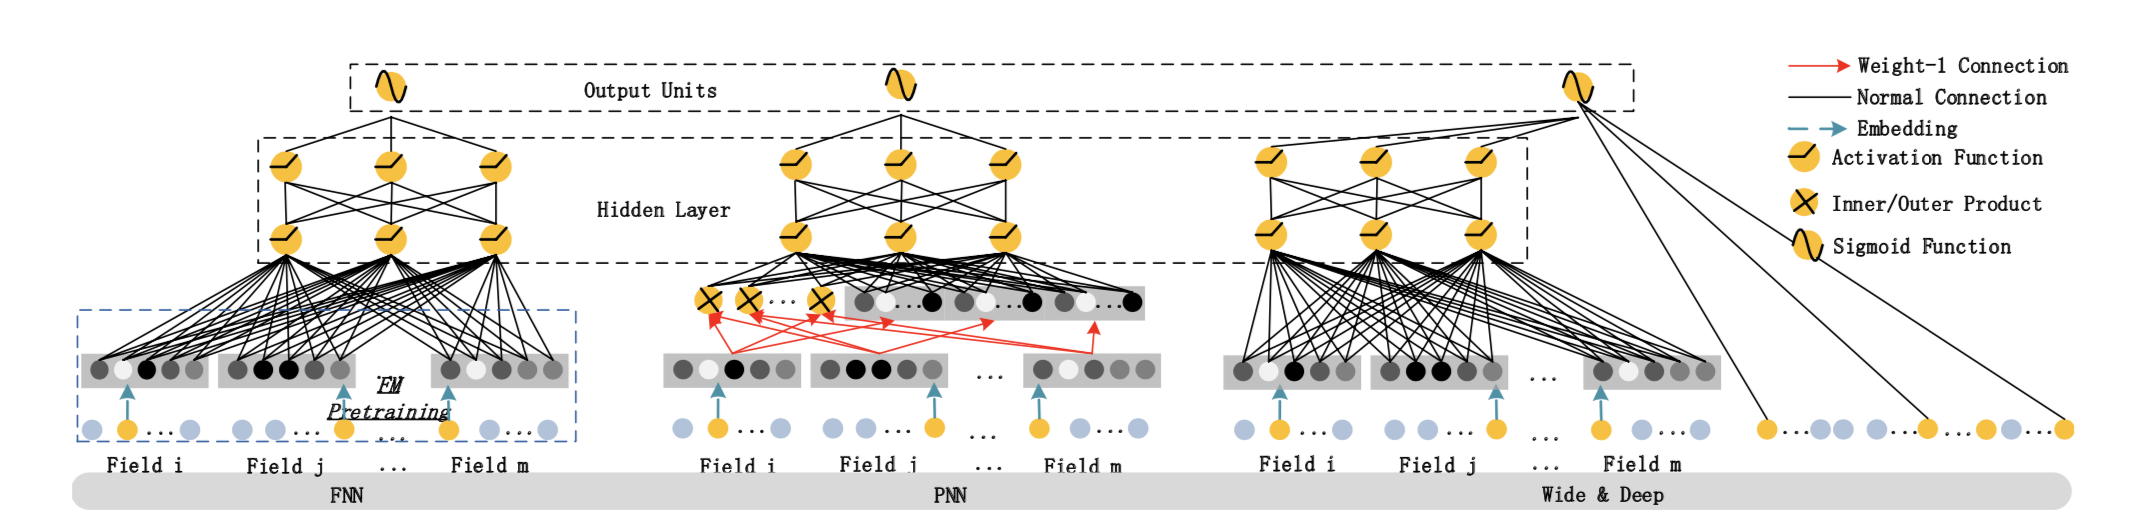 Output Units
Hidden Layer
Weight-1 Connection
Normal Connection
Embedding
Activation Function
Inner/Outer Product
Sigmoid Function
FM
Pretraining
...
Field i
Field j
...
Field m
Field i
Field j
...
Field m
Field i
Field j
...
Field m
FNN
PNN
Wide & Deep